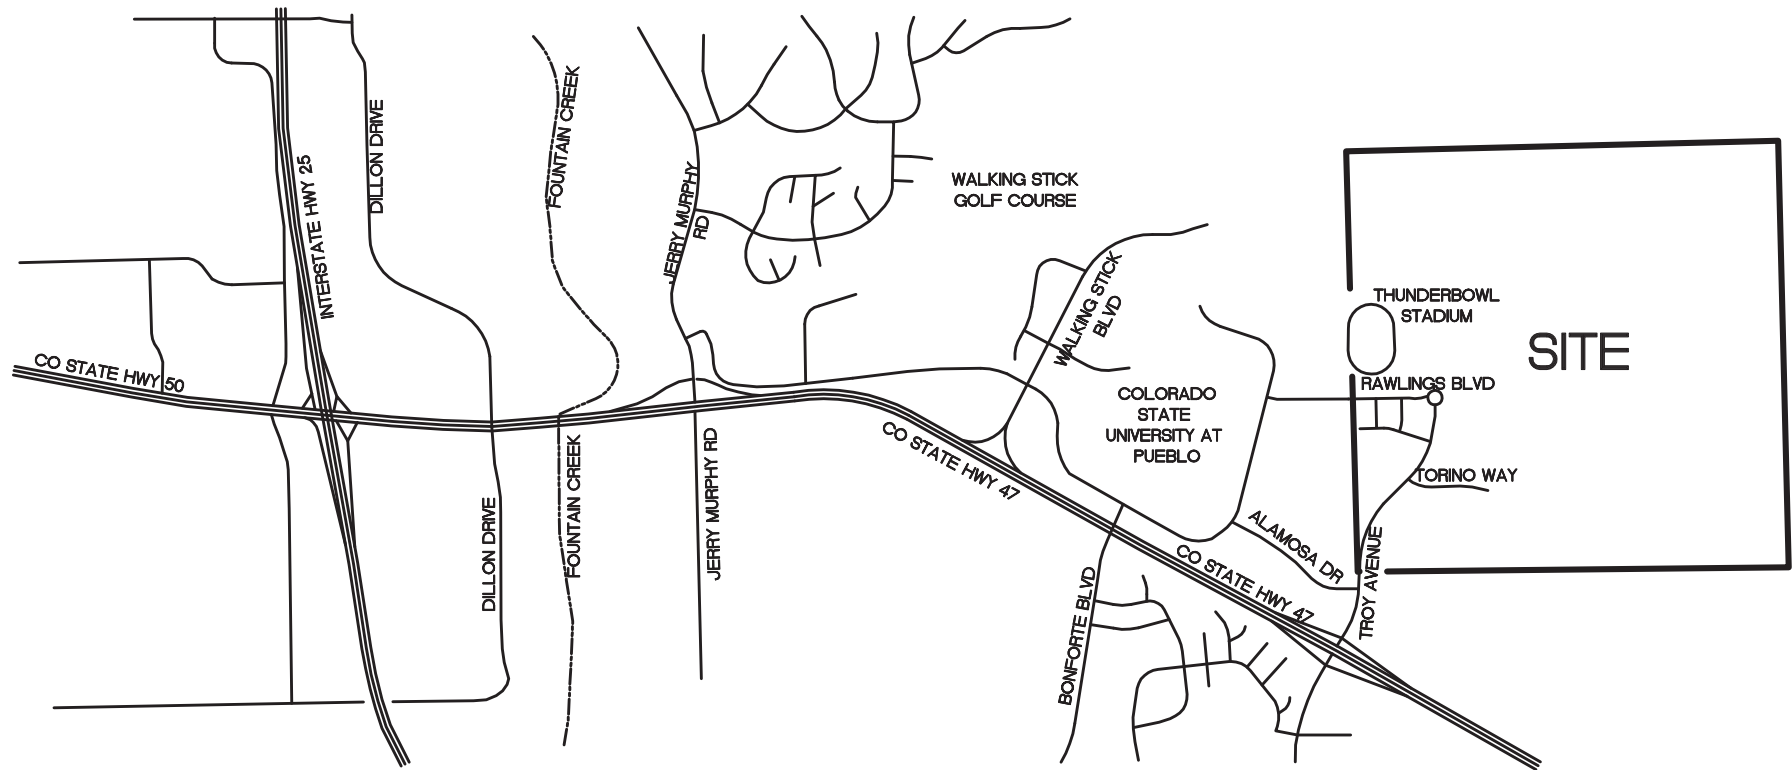 DILLON DRIVE
FOUNTAIN CREEK
INTERSTATE HWY 25
JERRY MURPHY
RD
WALKING STICK
GOLF COURSE
WALKING STICK
BLVD
THUNDERBOWL
STADIUM
SITE
CO STATE HWY 50
RAWLINGS BLVD
COLORADO
STATE
UNIVERSITY AT
PUEBLO
CO STATE HWY 47
DILLON DRIVE
FOUNTAIN CREEK
JERRY MURPHY RD
TORINO WAY
ALAMOSA DR
CO STATE HWY 47
TROY AVENUE
BONFORTE BLVD